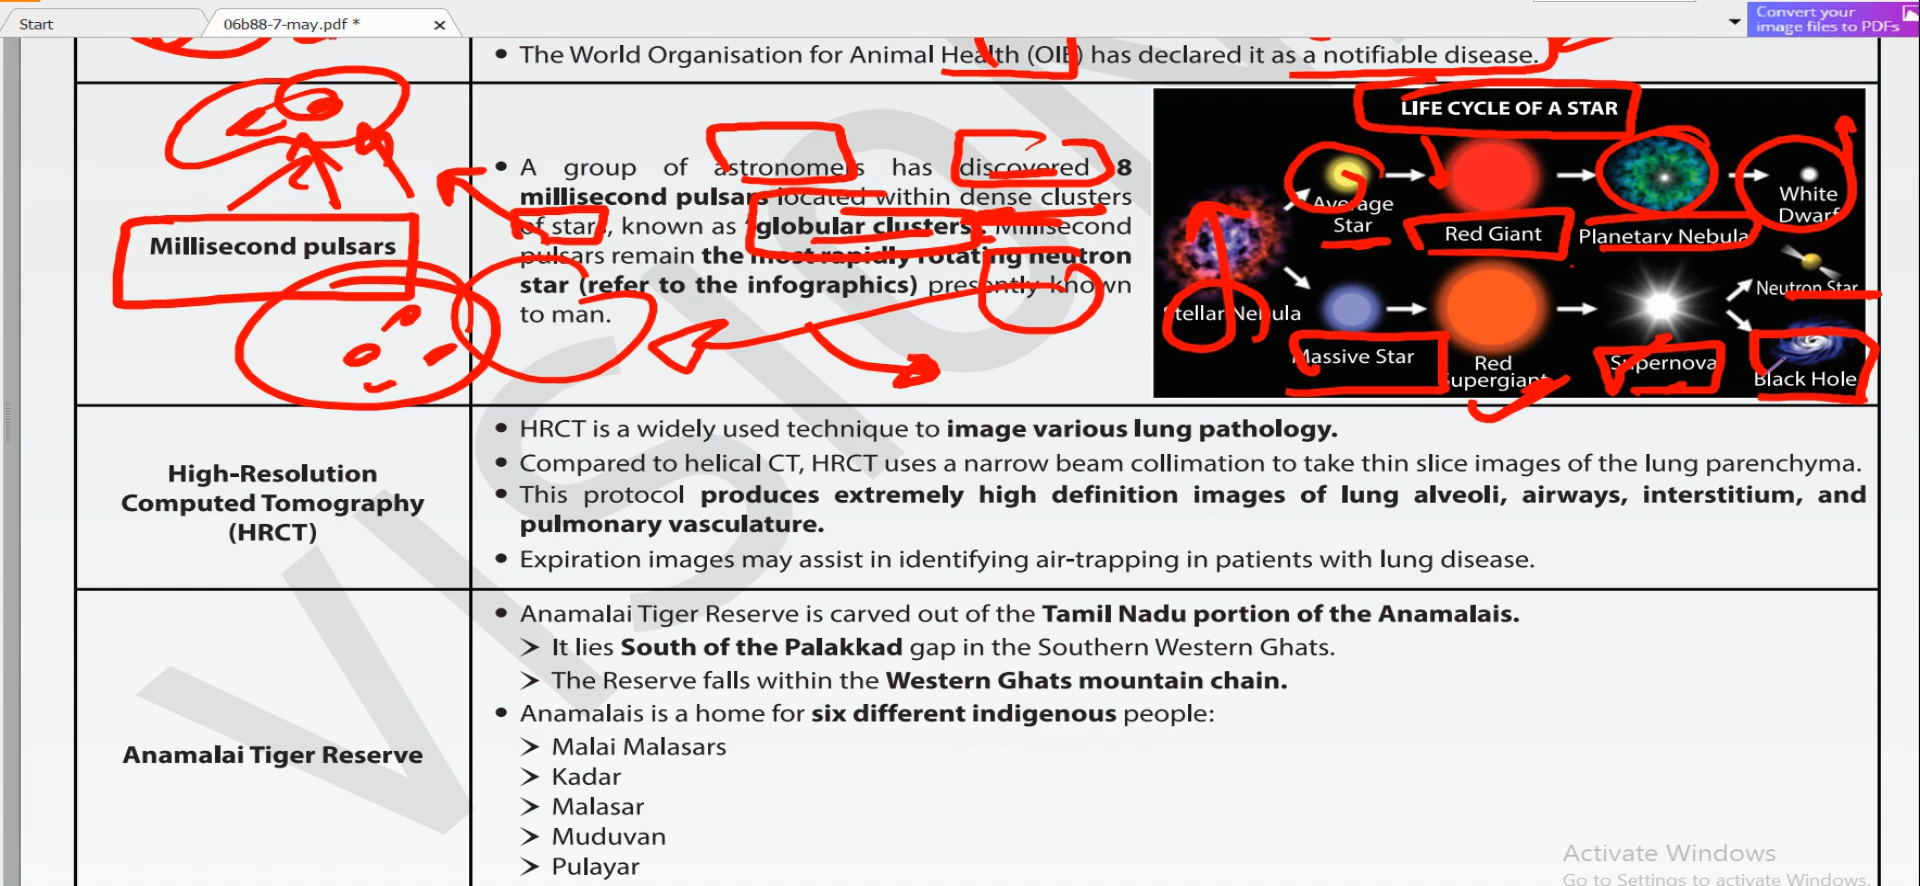 Start
06b88-7-may.pdf *
Convert your
image files to PDFs
• The World Organisation for Animal Health (OIE) has declared it as a notifiable disease.
Millisecond pulsars
• A group of astronomers has discovered 8
millisecond pulsars located within dense clusters
of stars, known as ‘globular clusters’. Millisecond
pulsars remain the most rapidly rotating neutron
star (refer to the infographics) presently known
to man.
LIFE CYCLE OF A STAR
Stellar Nebula
Average
Star
Red Giant
Planetary Nebula
White
Dwarf
Massive Star
Red
Supergiant
Supernova
Neutron Star
Black Hole
High-Resolution
Computed Tomography
(HRCT)
• HRCT is a widely used technique to image various lung pathology.
• Compared to helical CT, HRCT uses a narrow beam collimation to take thin slice images of the lung parenchyma.
• This protocol produces extremely high definition images of lung alveoli, airways, interstitium, and
pulmonary vasculature.
• Expiration images may assist in identifying air-trapping in patients with lung disease.
Anamalai Tiger Reserve
• Anamalai Tiger Reserve is carved out of the Tamil Nadu portion of the Anamalais.
➢ It lies South of the Palakkad gap in the Southern Western Ghats.
➢ The Reserve falls within the Western Ghats mountain chain.
• Anamalais is a home for six different indigenous people:
➢ Malai Malasars
➢ Kadar
➢ Malasar
➢ Muduvan
➢ Pulayar
VISION
Activate Windows
Go to Settings to activate Windows.